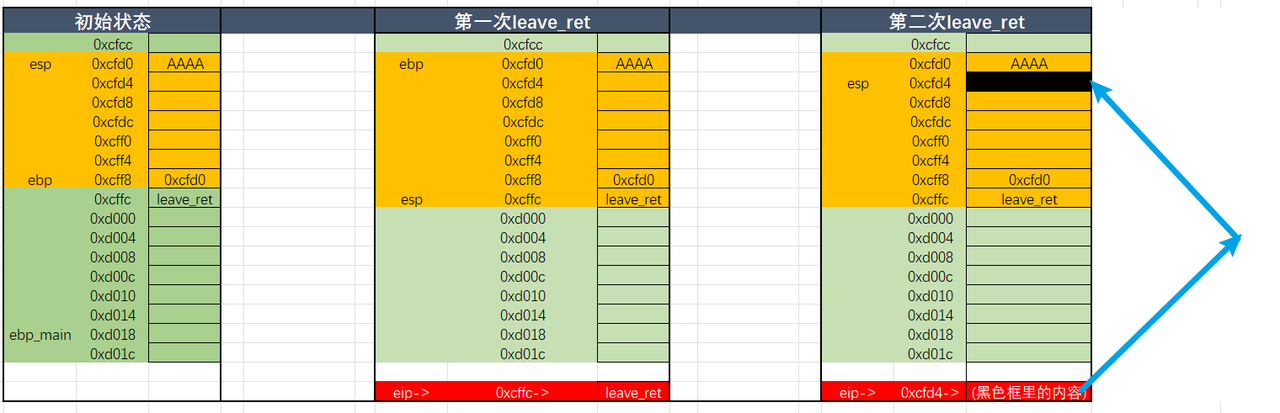 初始状态 第一次leave_ret 第二次leave_ret
0xcfcc 0xcfcc 0xcfcc
esp 0xcfd0 AAAA ebp 0xcfd0 AAAA 0xcfd0 AAAA
0xcfd4 0xcfd4 esp 0xcfd4
0xcfd8 0xcfd8 0xcfd8
0xcfdc 0xcfdc 0xcfdc
0xcff0 0xcff0 0xcff0
0xcff4 0xcff4 0xcff4
ebp 0xcff8 0xcfd0 0xcff8 0xcfd0 0xcff8 0xcfd0
0xcffc leave_ret esp 0xcffc leave_ret 0xcffc leave_ret
0xd000 0xd000 0xd000
0xd004 0xd004 0xd004
0xd008 0xd008 0xd008
0xd00c 0xd00c 0xd00c
0xd010 0xd010 0xd010
0xd014 0xd014 0xd014
ebp_main 0xd018 0xd018 0xd018
0xd01c 0xd01c 0xd01c
eip-> 0xcffc-> leave_ret eip-> 0xcfd4-> (黑色框里的内容)